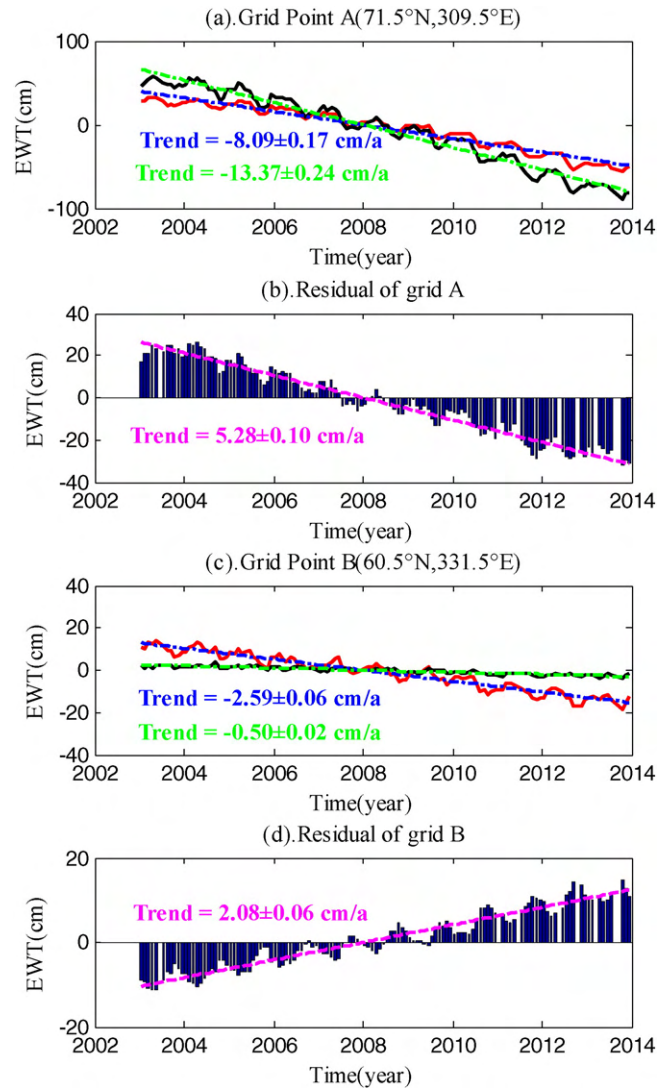 (a).Grid Point A(71.5°N,309.5°E)
100
0
-100
EWT(cm)
Trend = -8.09±0.17 cm/a
Trend = -13.37±0.24 cm/a
2002 2004 2006 2008 2010 2012 2014
Time(year)
(b).Residual of grid A
40
20
0
-20
-40
EWT(cm)
Trend = 5.28±0.10 cm/a
2002 2004 2006 2008 2010 2012 2014
Time(year)
(c).Grid Point B(60.5°N,331.5°E)
40
20
0
-20
-40
EWT(cm)
Trend = -2.59±0.06 cm/a
Trend = -0.50±0.02 cm/a
2002 2004 2006 2008 2010 2012 2014
Time(year)
(d).Residual of grid B
20
0
-20
EWT(cm)
Trend = 2.08±0.06 cm/a
2002 2004 2006 2008 2010 2012 2014
Time(year)